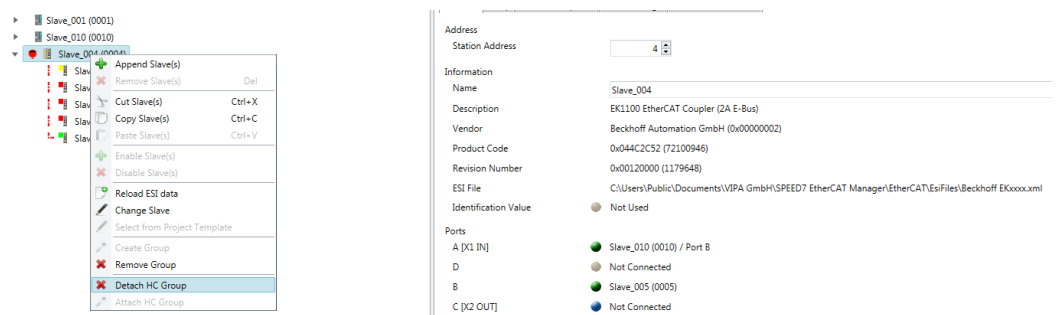 Slave_001 (0001)
Slave_010 (0010)
Slave_004 (0004)
Slav
Slav
Slav
Slav
Slav
Append Slave(s)
Remove Slave(s) Del
Cut Slave(s) Ctrl+X
Copy Slave(s) Ctrl+C
Paste Slave(s) Ctrl+V
Enable Slave(s)
Disable Slave(s)
Reload ESI data
Change Slave
Select from Project Template
Create Group
Remove Group
Detach HC Group
Attach HC Group
Address
Station Address 4
Information
Name Slave_004
Description EK1100 EtherCAT Coupler (2A E-Bus)
Vendor Beckhoff Automation GmbH (0x00000002)
Product Code 0x044C2C52 (72100946)
Revision Number 0x00120000 (1179648)
ESI File C:\Users\Public\Documents\VIPA GmbH\SPEED7 EtherCAT Manager\EtherCAT\EsiFiles\Beckhoff EKxxxx.xml
Identification Value Not Used
Ports
A [X1 IN] Slave_010 (0010) / Port B
D Not Connected
B Slave_005 (0005)
C [X2 OUT] Not Connected